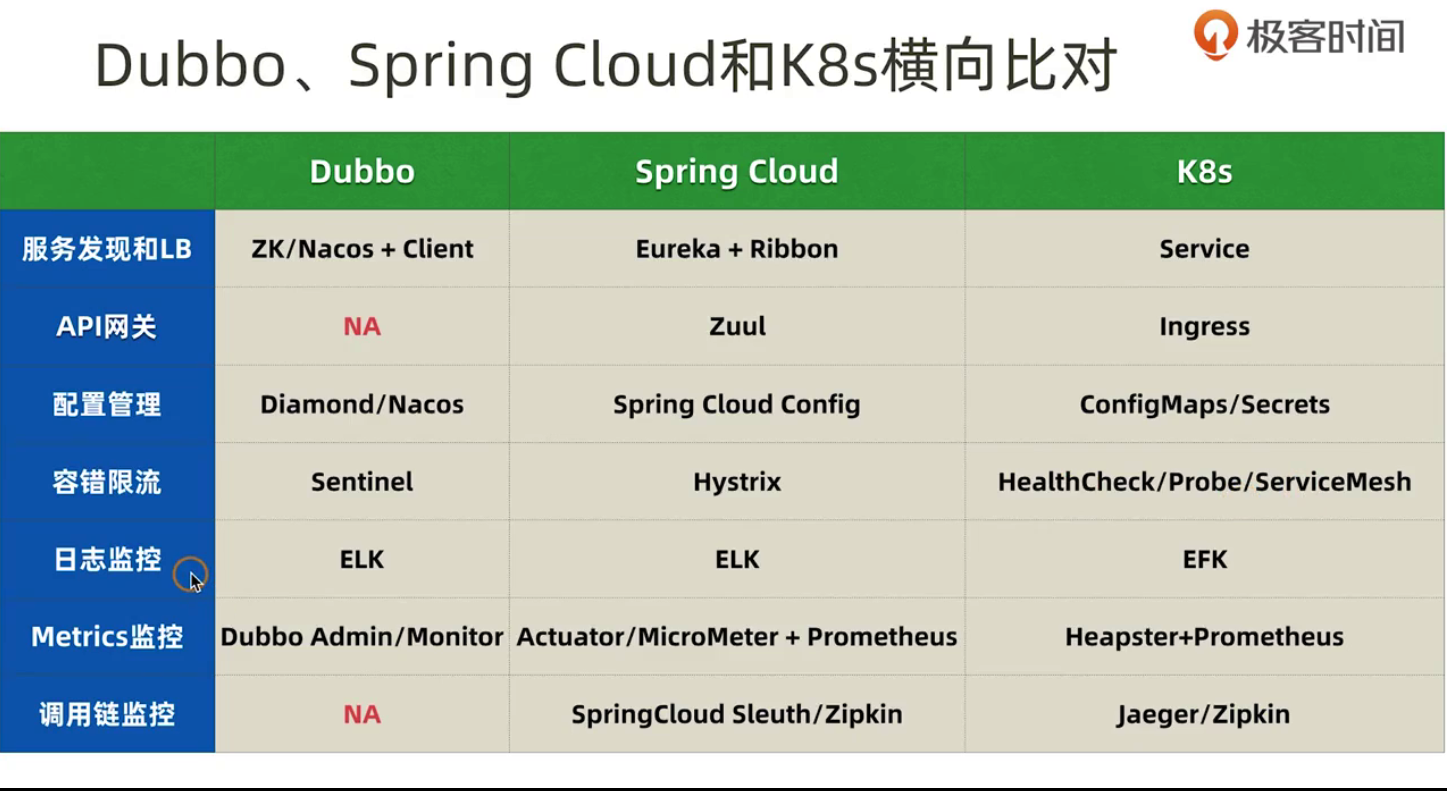 极客时间
Dubbo、Spring Cloud和K8s横向比对
Dubbo Spring Cloud K8s
服务发现和LB ZK/Nacos + Client Eureka + Ribbon Service
API网关 NA Zuul Ingress
配置管理 Diamond/Nacos Spring Cloud Config ConfigMaps/Secrets
容错限流 Sentinel Hystrix HealthCheck/Probe/ServiceMesh
日志监控 ELK ELK EFK
Metrics监控 Dubbo Admin/Monitor Actuator/MicroMeter + Prometheus Heapster+Prometheus
调用链监控 NA SpringCloud Sleuth/Zipkin Jaeger/Zipkin